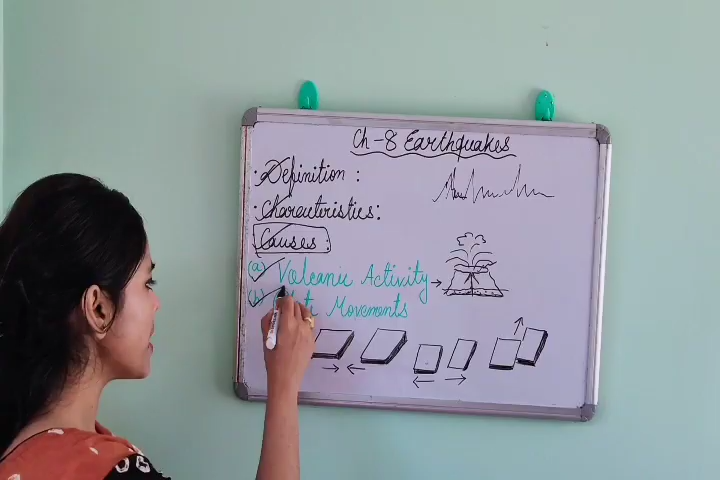 Ch-8 Earthquakes
• Definition :
• Characteristics:
Causes :
(a) Volcanic Activity
(b) Movements